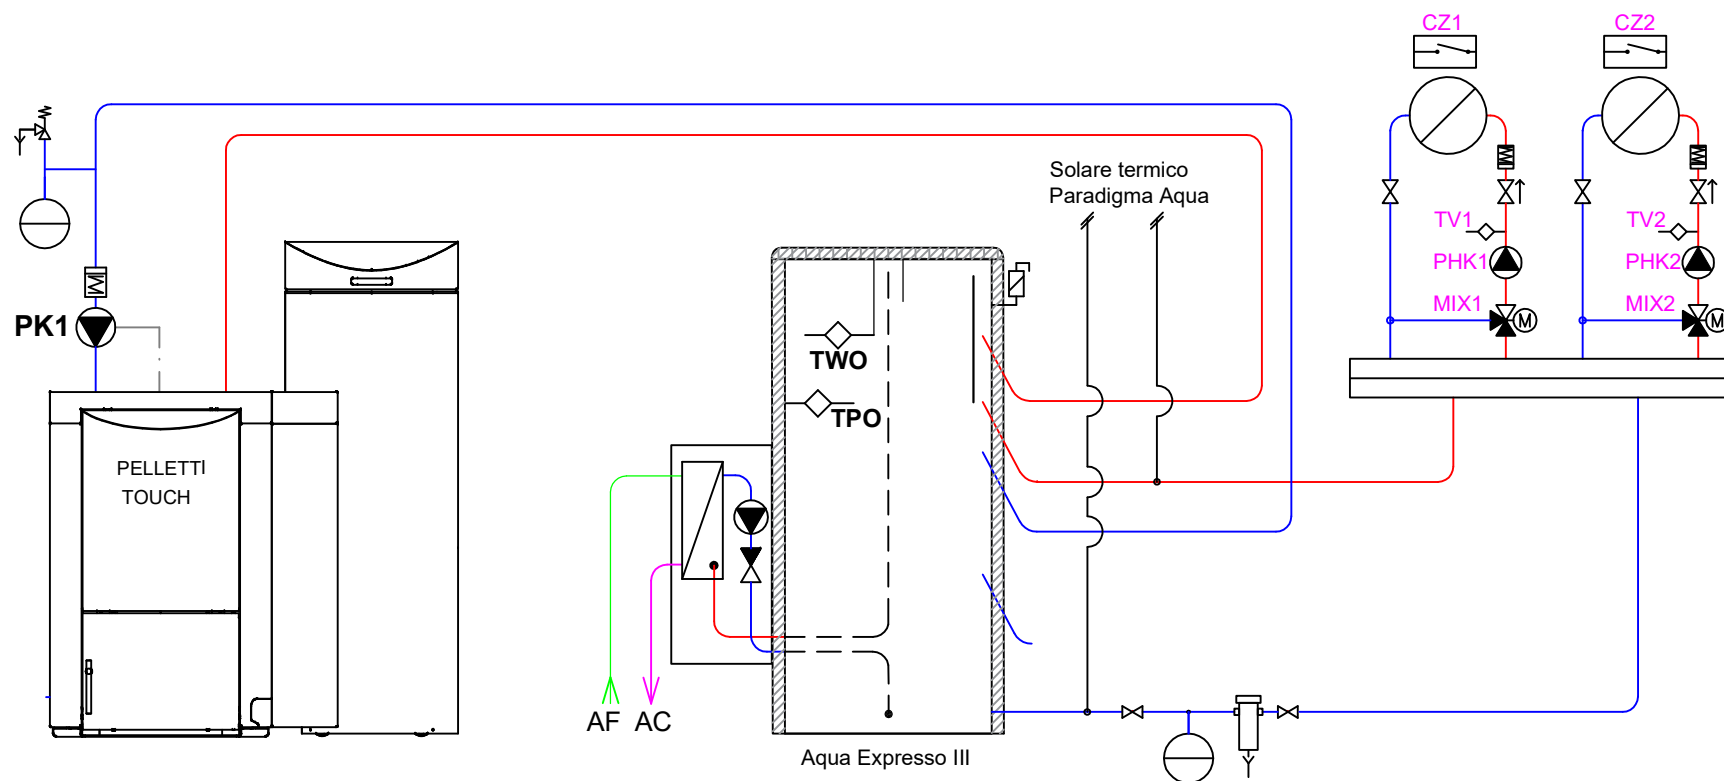 CZ1
CZ2
Solare termico
Paradigma Aqua
TV1
TV2
PHK1
PHK2
MIX1
M
MIX2
M
PK1
TWO
TPO
PELLETTI
TOUCH
AF
AC
Aqua Expresso III